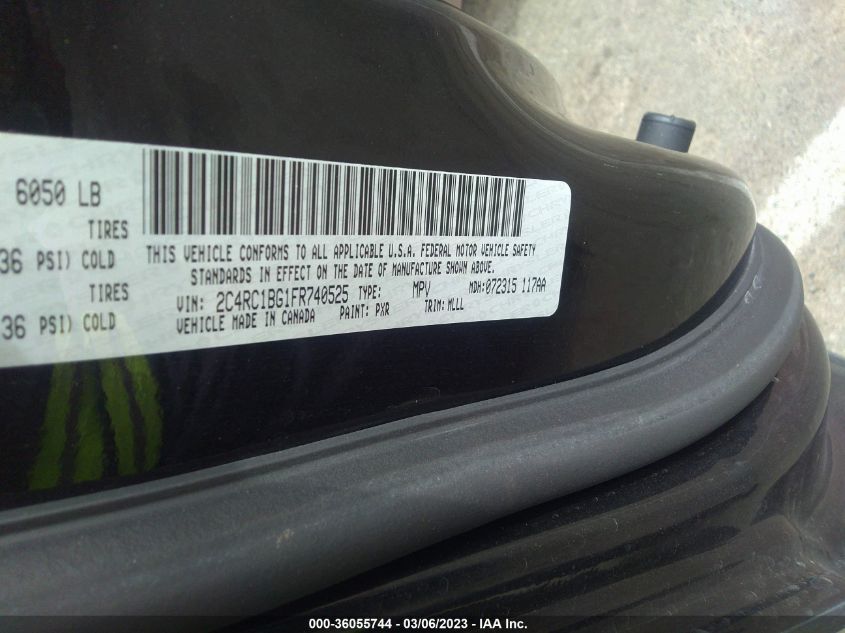 6050 LB
TIRES
36 PSI) COLD
TIRES
36 PSI) COLD
THIS VEHICLE CONFORMS TO ALL APPLICABLE U.S.A. FEDERAL MOTOR VEHICLE SAFETY
STANDARDS IN EFFECT ON THE DATE OF MANUFACTURE SHOWN ABOVE.
VIN: 2C4RC1BG1FR740525 TYPE: MPV MDH:072315 117AA
VEHICLE MADE IN CANADA PAINT: PXR TRIM: MLLL
000-36055744 - 03/06/2023 - IAA Inc.